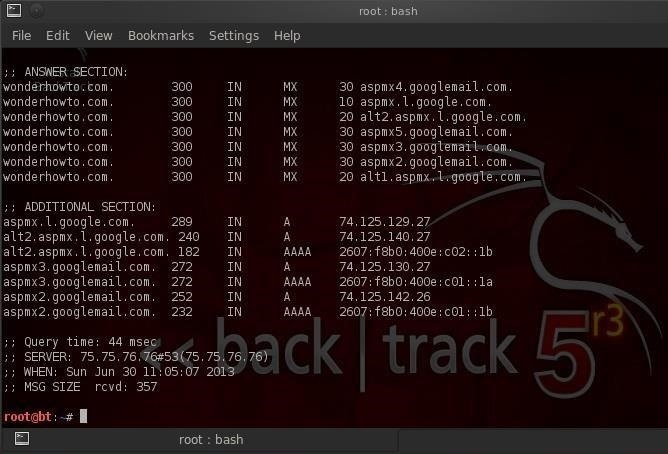 root : bash
File Edit View Bookmarks Settings Help
;; ANSWER SECTION:
wonderhowto.com. 300 IN MX 30 aspmx4.googlemail.com.
wonderhowto.com. 300 IN MX 10 aspmx.l.google.com.
wonderhowto.com. 300 IN MX 20 alt2.aspmx.l.google.com.
wonderhowto.com. 300 IN MX 30 aspmx5.googlemail.com.
wonderhowto.com. 300 IN MX 30 aspmx3.googlemail.com.
wonderhowto.com. 300 IN MX 30 aspmx2.googlemail.com.
wonderhowto.com. 300 IN MX 20 alt1.aspmx.l.google.com.
;; ADDITIONAL SECTION:
aspmx.l.google.com. 289 IN A 74.125.129.27
alt2.aspmx.l.google.com. 240 IN A 74.125.140.27
alt2.aspmx.l.google.com. 182 IN AAAA 2607:f8b0:400e:c02::1b
aspmx3.googlemail.com. 272 IN A 74.125.130.27
aspmx3.googlemail.com. 272 IN AAAA 2607:f8b0:400e:c01::1a
aspmx2.googlemail.com. 252 IN A 74.125.142.26
aspmx2.googlemail.com. 232 IN AAAA 2607:f8b0:400e:c01::1b
;; Query time: 44 msec
;; SERVER: 75.75.76.76#53(75.75.76.76)
;; WHEN: Sun Jun 30 11:05:07 2013
;; MSG SIZE rcvd: 357
<< back | track 5 r3
root@bt:~#
root : bash